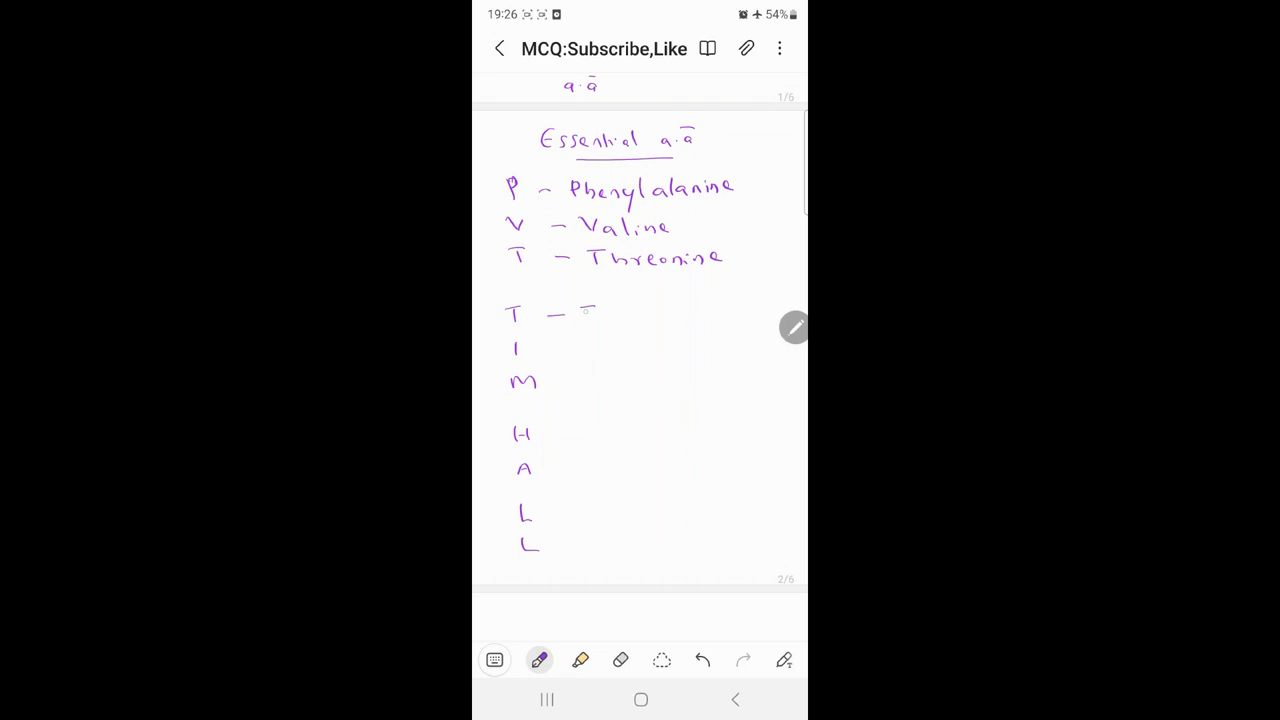 19:26 54%
MCQ:Subscribe,Like
a.ā
1/6
Essential a.ā
P - Phenylalanine
V - Valine
T - Threonine
T - T
I
M
H
A
L
L
2/6